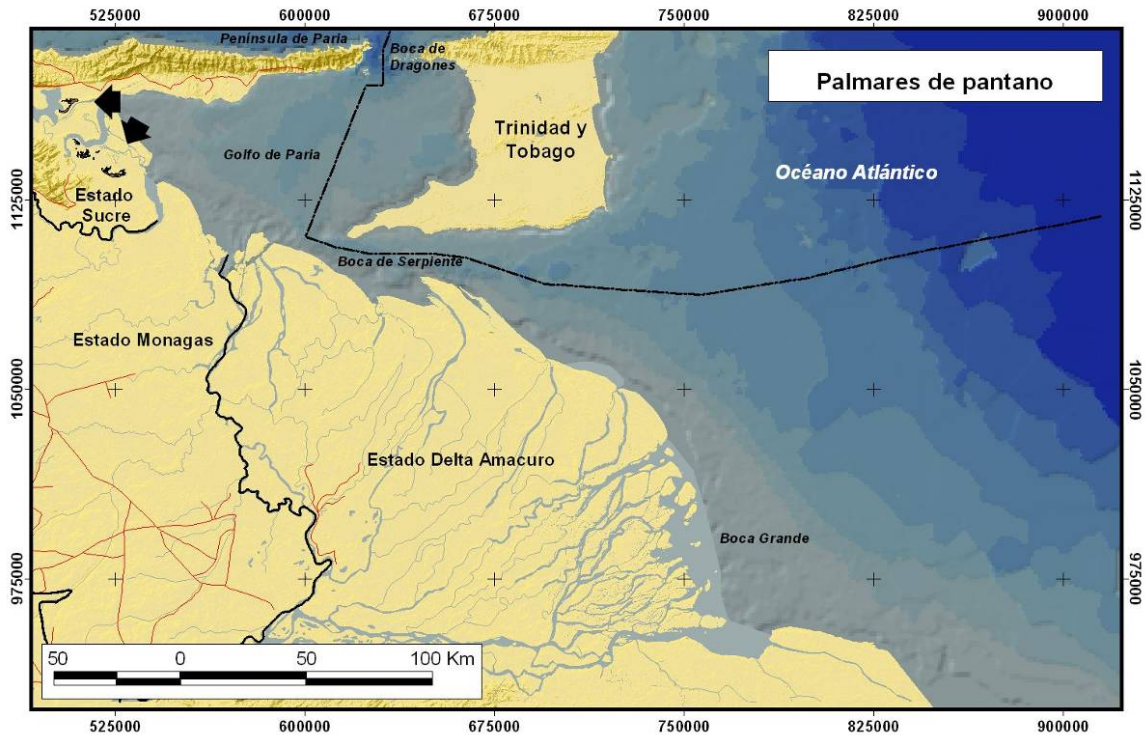 525000 600000 675000 750000 825000 900000
Península de Paria
Boca de
Dragones
Palmares de pantano
Trinidad y
Tobago
Golfo de Paria
Océano Atlántico
Estado
Sucre
1125000 1125000
Boca de Serpiente
Estado Monagas
1050000 1050000
Estado Delta Amacuro
Boca Grande
975000 975000
50 0 50 100 Km
525000 600000 675000 750000 825000 900000